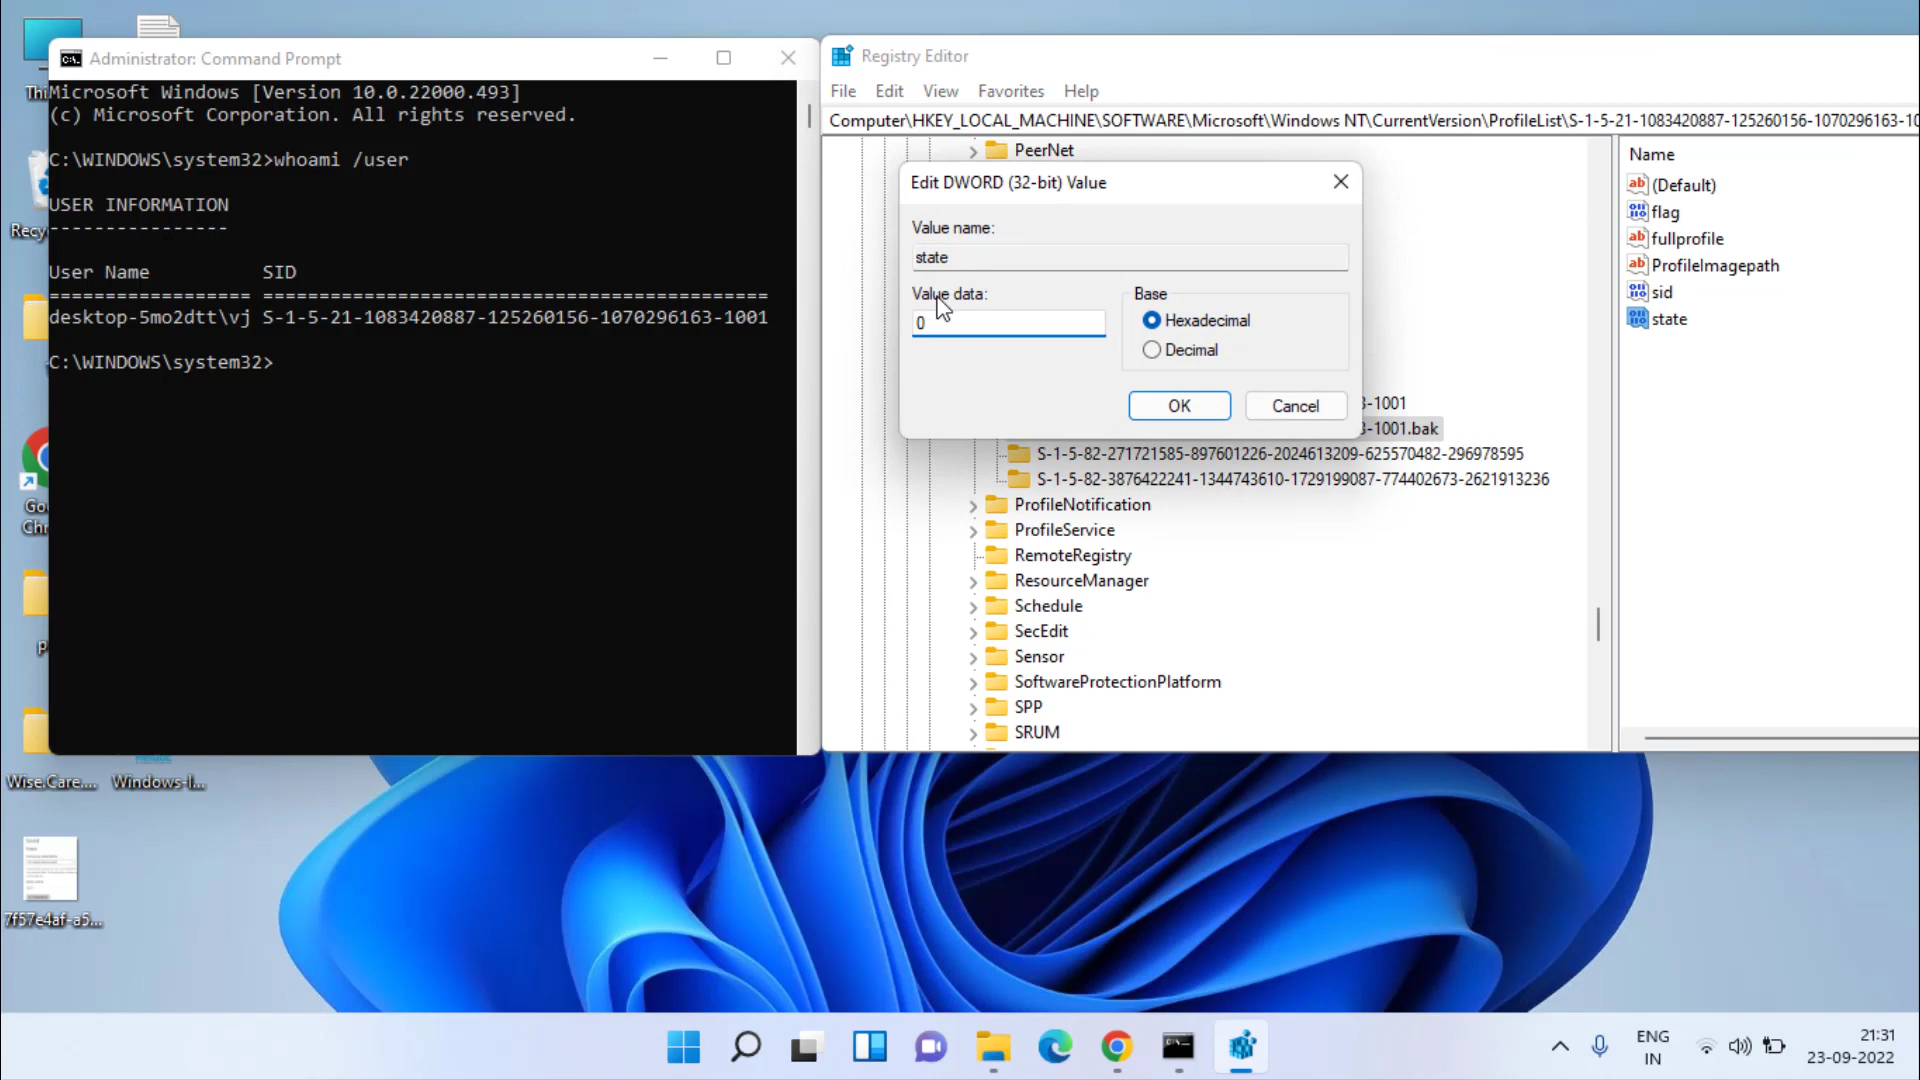 Administrator: Command Prompt
Microsoft Windows [Version 10.0.22000.493]
(c) Microsoft Corporation. All rights reserved.
C:\WINDOWS\system32>whoami /user
USER INFORMATION
----------------
User Name SID
================== =============================================
desktop-5mo2dtt\vj S-1-5-21-1083420887-125260156-1070296163-1001
C:\WINDOWS\system32>
Registry Editor
File Edit View Favorites Help
Computer\HKEY_LOCAL_MACHINE\SOFTWARE\Microsoft\Windows NT\CurrentVersion\ProfileList\S-1-5-21-1083420887-125260156-1070296163-10
PeerNet
Edit DWORD (32-bit) Value
Value name:
state
Value data:
0
Base
Hexadecimal
Decimal
OK
Cancel
3-1001
3-1001.bak
S-1-5-82-271721585-897601226-2024613209-625570482-296978595
S-1-5-82-3876422241-1344743610-1729199087-774402673-2621913236
ProfileNotification
ProfileService
RemoteRegistry
ResourceManager
Schedule
SecEdit
Sensor
SoftwareProtectionPlatform
SPP
SRUM
Name
(Default)
flag
fullprofile
ProfileImagepath
sid
state
Thi
Recy
Goo
Chr
p
Wise.Care....
Windows-I...
7f57e4af-a5...
ENG
IN
21:31
23-09-2022